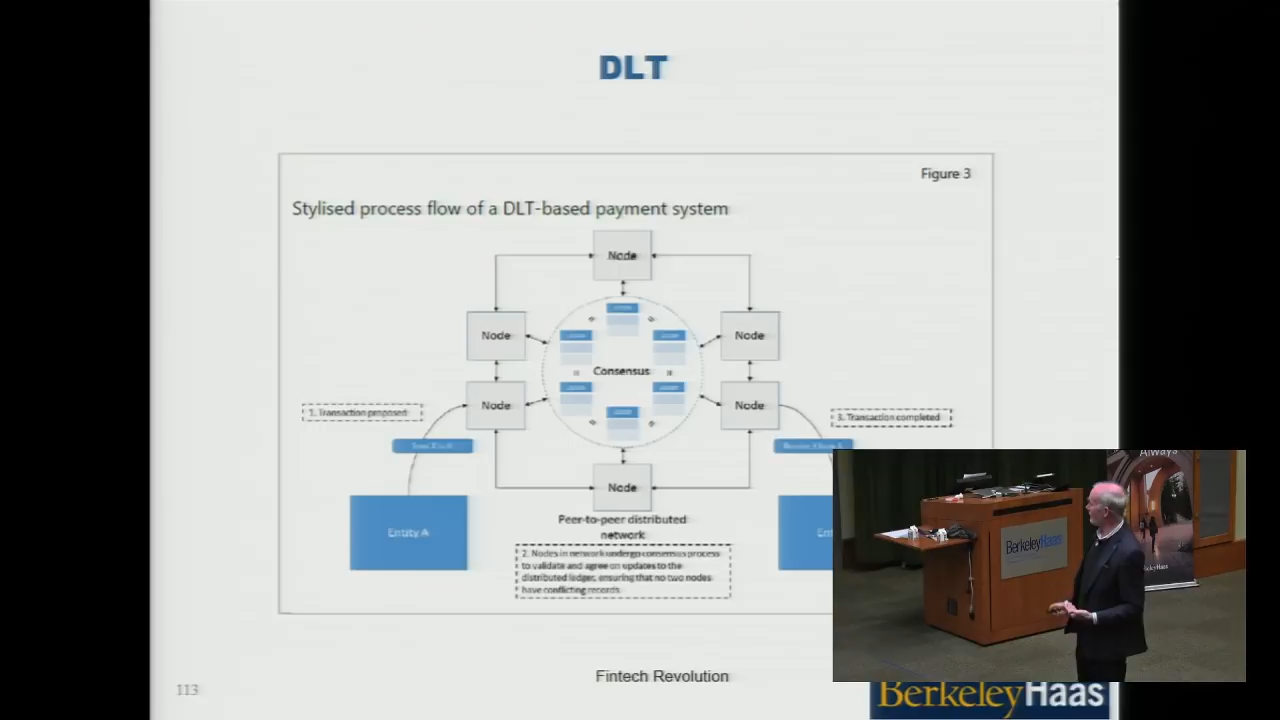 DLT
Figure 3
Stylised process flow of a DLT-based payment system
Node
Node
Node
Consensus
Node
Node
1. Transaction proposed
3. Transaction completed
Node
Entity A
Peer-to-peer distributed
network
2. Nodes in network undergo consensus process
to validate and agree on updates to the
distributed ledger, ensuring that no two nodes
have conflicting records
Always
BerkeleyHaas
Fintech Revolution
113
BerkeleyHaas